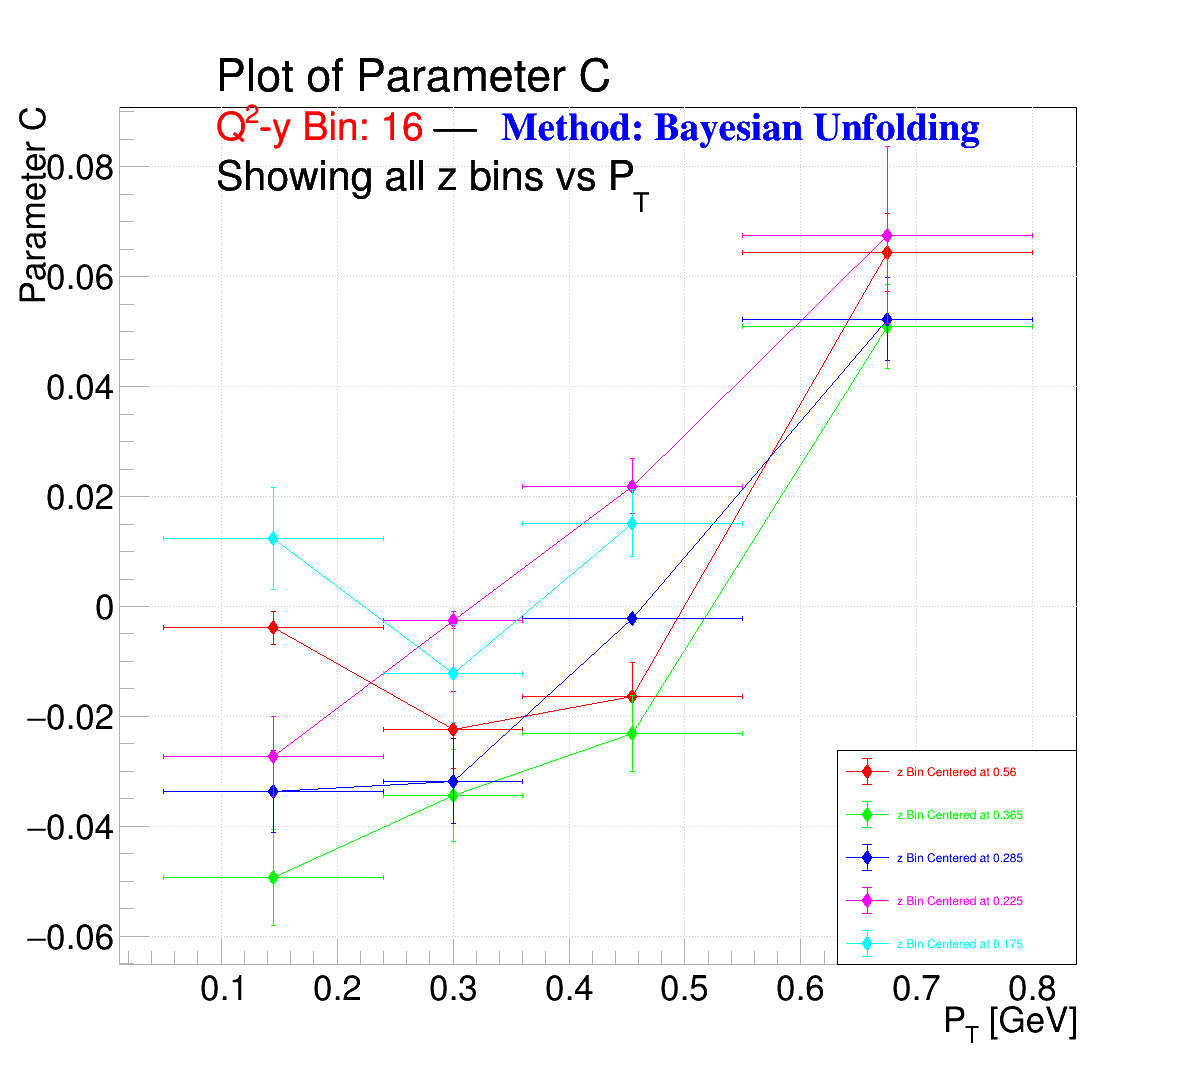 Plot of Parameter C
Q²-y Bin: 16 — Method: Bayesian Unfolding
Showing all z bins vs P_T
Parameter C
0.08
0.06
0.04
0.02
0
−0.02
−0.04
−0.06
z Bin Centered at 0.56
z Bin Centered at 0.365
z Bin Centered at 0.285
z Bin Centered at 0.225
z Bin Centered at 0.175
0.1 0.2 0.3 0.4 0.5 0.6 0.7 0.8
P_T [GeV]